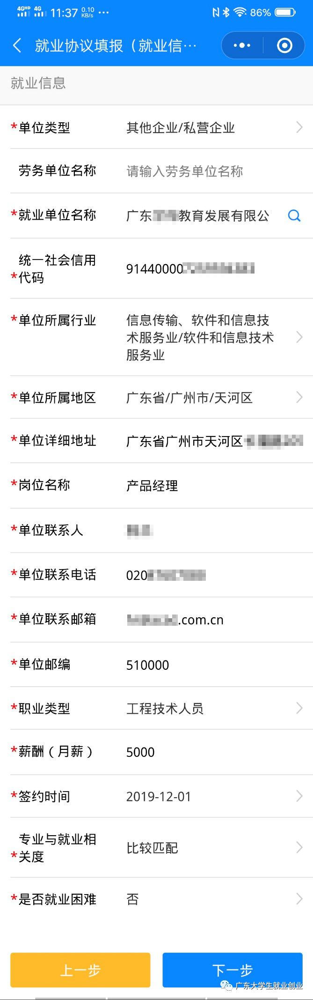 4GHD 4G 11:37 0.10 KB/s ··· 86%
就业协议填报（就业信···
就业信息
*单位类型 其他企业/私营企业
劳务单位名称 请输入劳务单位名称
*就业单位名称 广东 教育发展有限公
统一社会信用
*代码 91440000
*单位所属行业 信息传输、软件和信息技
术服务业/软件和信息技术
服务业
*单位所属地区 广东省/广州市/天河区
*单位详细地址 广东省广州市天河区
*岗位名称 产品经理
*单位联系人
*单位联系电话 020
*单位联系邮箱 .com.cn
*单位邮编 510000
*职业类型 工程技术人员
*薪酬（月薪） 5000
*签约时间 2019-12-01
专业与就业相
*关度 比较匹配
*是否就业困难 否
上一步 下一步
广东大学生就业创业